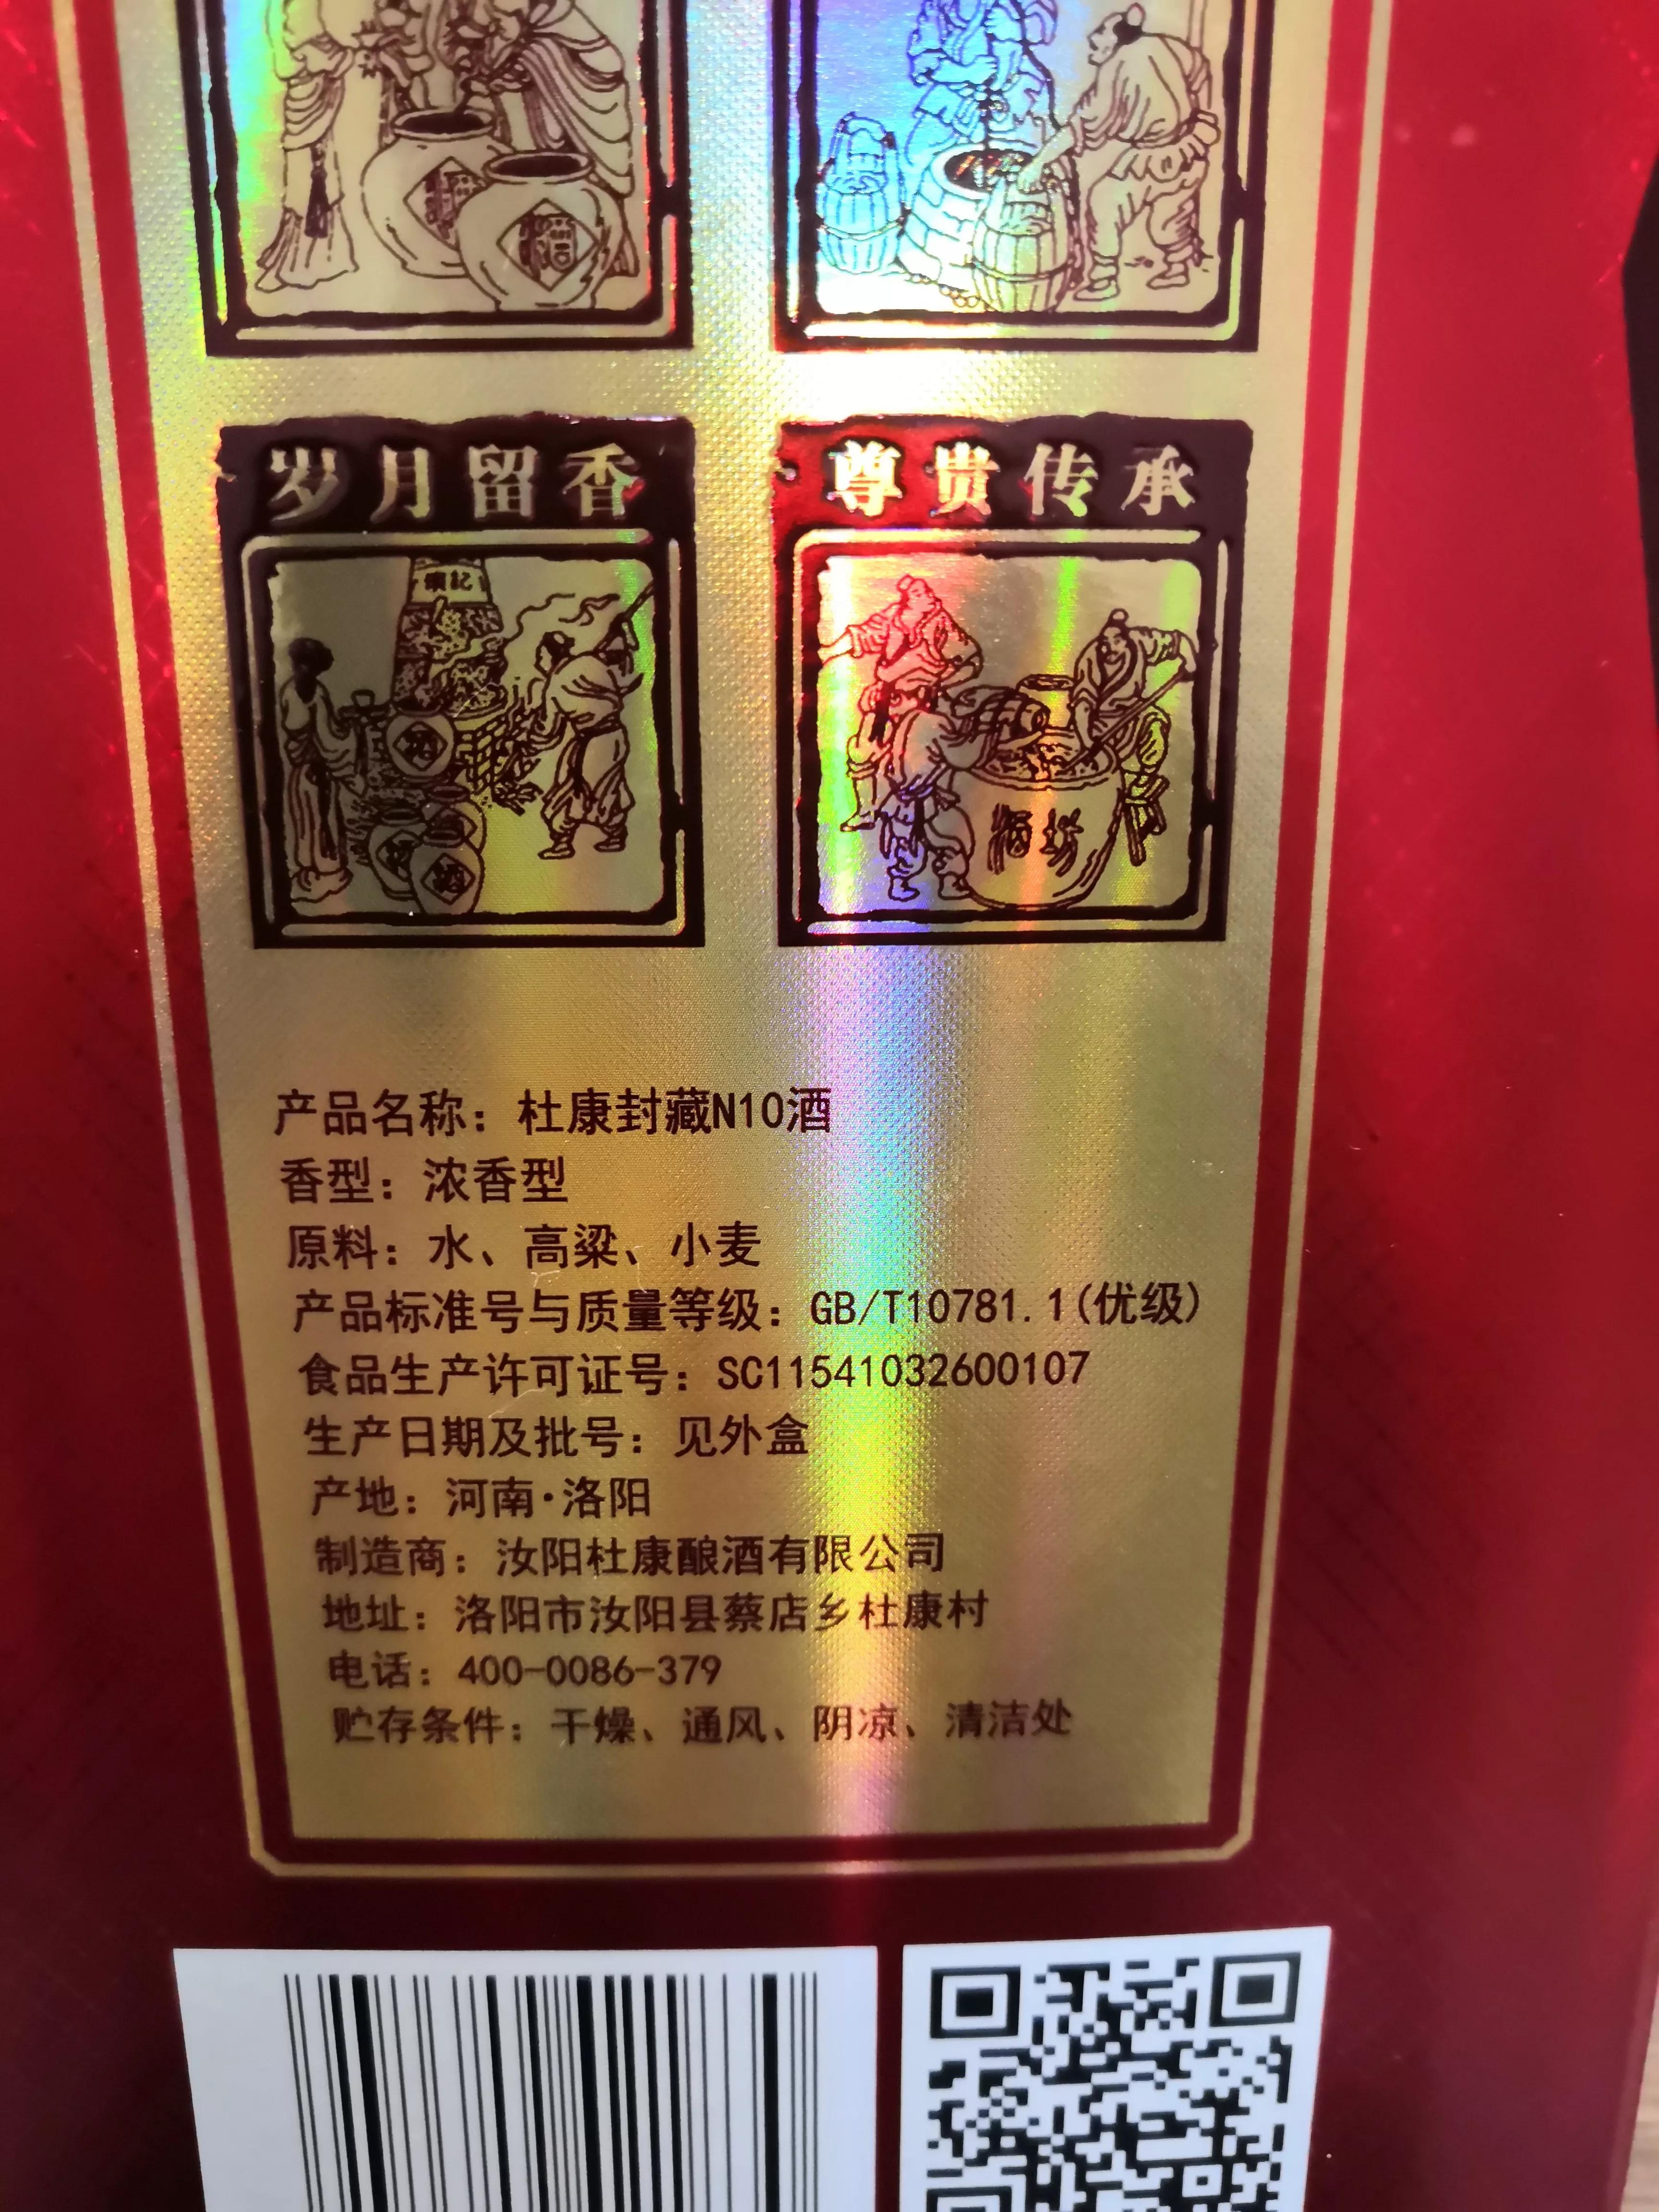 酒
岁月留香
尊贵传承
酒
酒
酒坊
产品名称：杜康封藏N10酒
香型：浓香型
原料：水、高粱、小麦
产品标准号与质量等级：GB/T10781.1(优级)
食品生产许可证号：SC11541032600107
生产日期及批号：见外盒
产地：河南·洛阳
制造商：汝阳杜康酿酒有限公司
地址：洛阳市汝阳县蔡店乡杜康村
电话：400-0086-379
贮存条件：干燥、通风、阴凉、清洁处